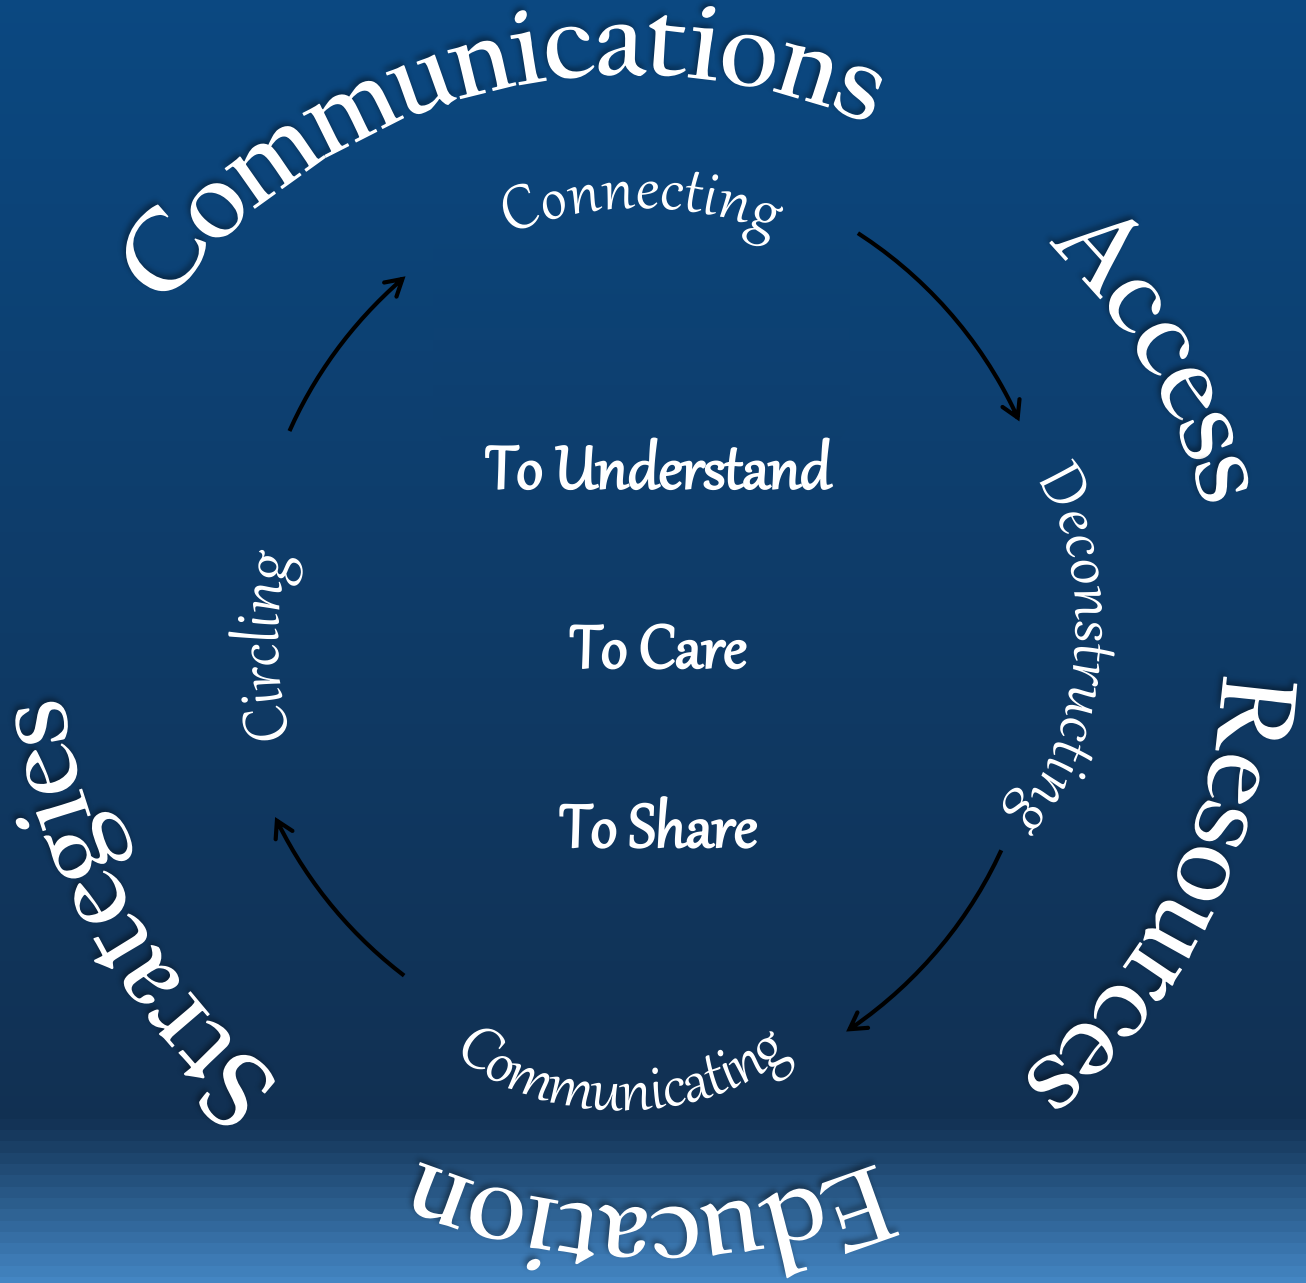 Communications
Access
Resources
Education
Strategies
Connecting
Deconstructing
Communicating
Circling
To Understand
To Care
To Share